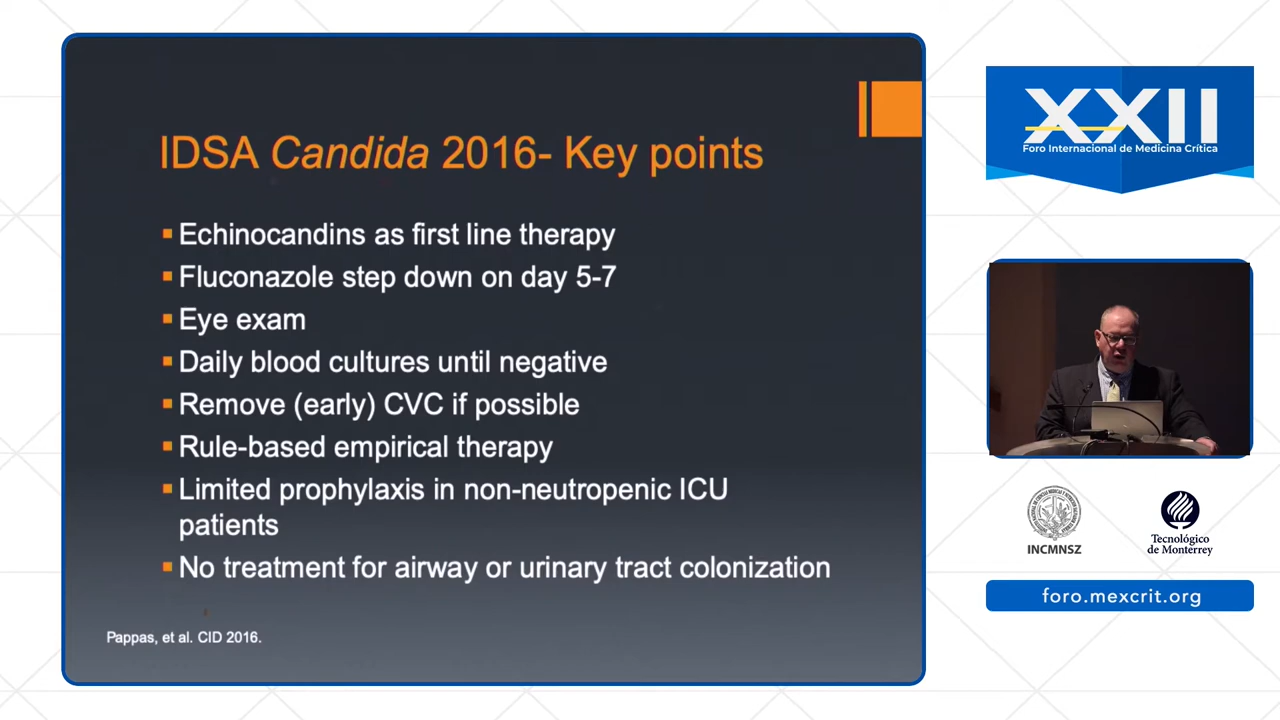 IDSA Candida 2016- Key points
Echinocandins as first line therapy
Fluconazole step down on day 5-7
Eye exam
Daily blood cultures until negative
Remove (early) CVC if possible
Rule-based empirical therapy
Limited prophylaxis in non-neutropenic ICU
patients
No treatment for airway or urinary tract colonization
Pappas, et al. CID 2016.
XXII
Foro Internacional de Medicina Crítica
INCMNSZ
Tecnológico
de Monterrey
foro.mexcrit.org